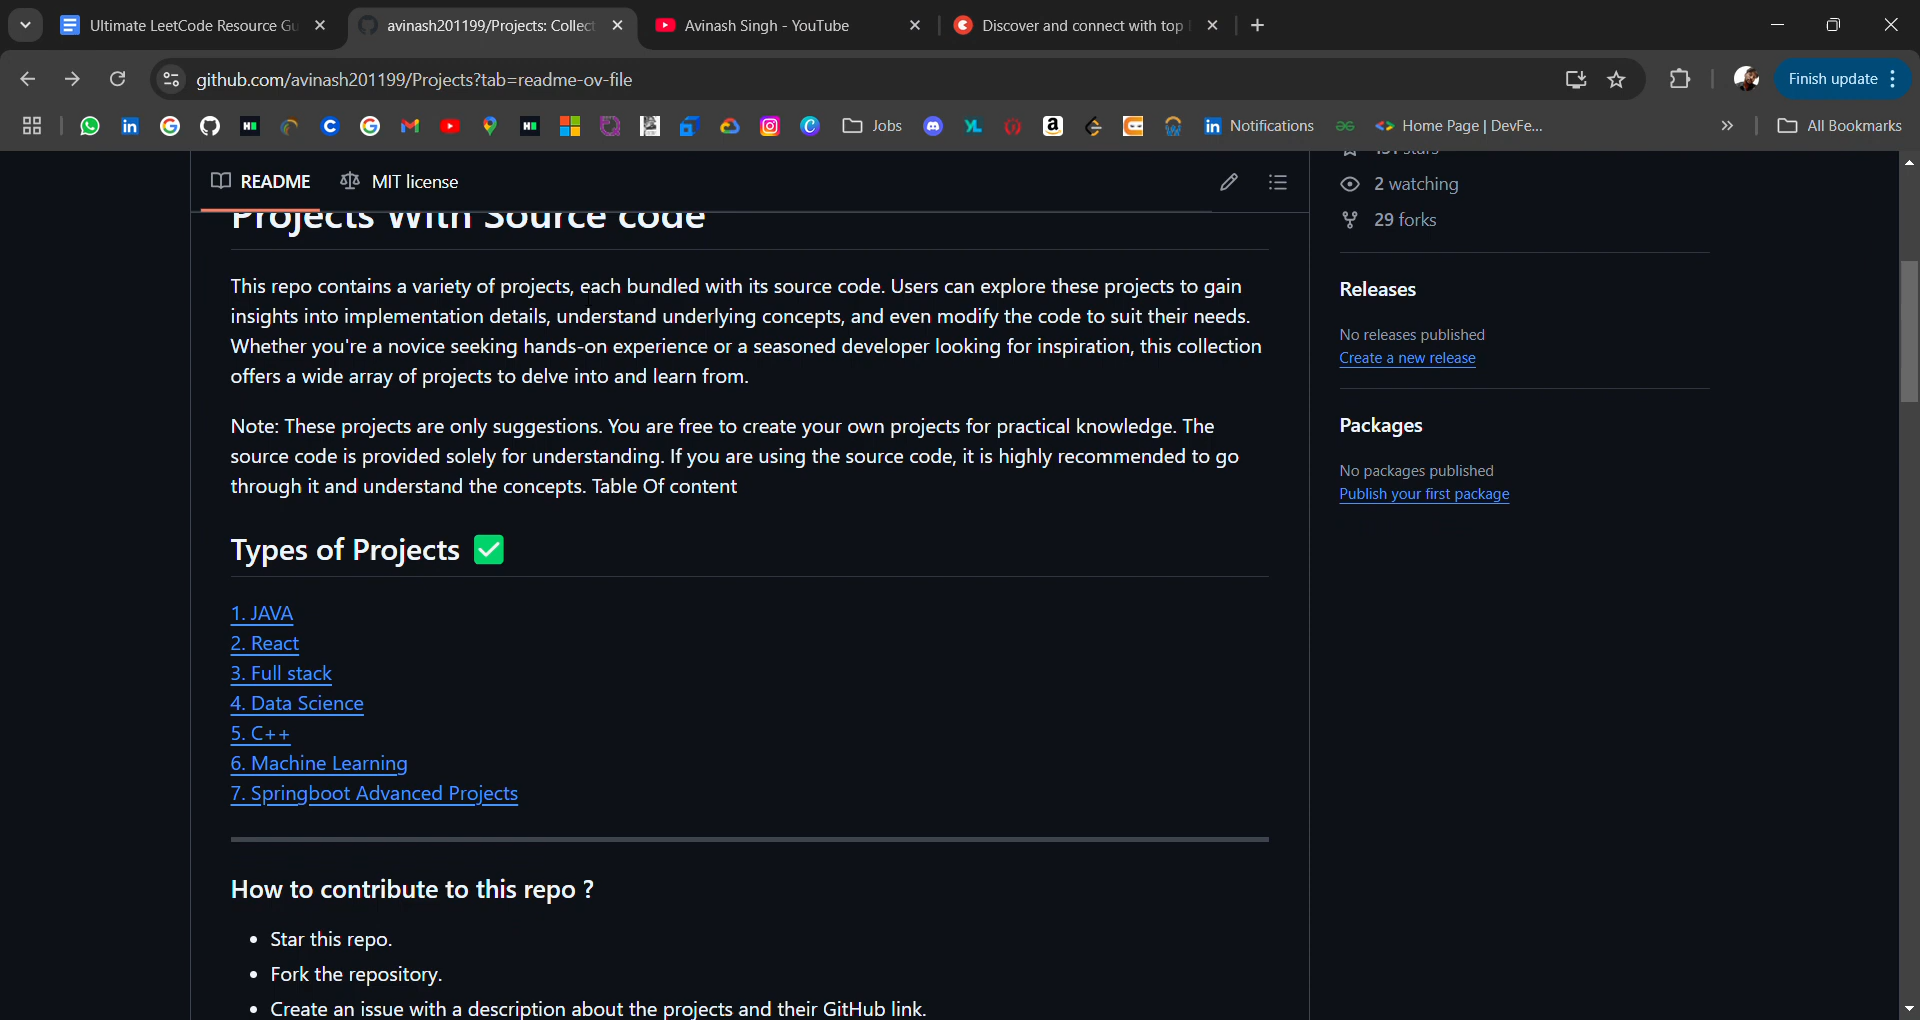 Ultimate LeetCode Resource Gu
avinash201199/Projects: Collect
Avinash Singh - YouTube
Discover and connect with top
github.com/avinash201199/Projects?tab=readme-ov-file
Finish update
Jobs
Notifications
Home Page | DevFe...
All Bookmarks
README
MIT license
Projects With Source code
This repo contains a variety of projects, each bundled with its source code. Users can explore these projects to gain
insights into implementation details, understand underlying concepts, and even modify the code to suit their needs.
Whether you're a novice seeking hands-on experience or a seasoned developer looking for inspiration, this collection
offers a wide array of projects to delve into and learn from.
Note: These projects are only suggestions. You are free to create your own projects for practical knowledge. The
source code is provided solely for understanding. If you are using the source code, it is highly recommended to go
through it and understand the concepts. Table Of content
Types of Projects ✅
1. JAVA
2. React
3. Full stack
4. Data Science
5. C++
6. Machine Learning
7. Springboot Advanced Projects
How to contribute to this repo ?
• Star this repo.
• Fork the repository.
• Create an issue with a description about the projects and their GitHub link.
stars
2 watching
29 forks
Releases
No releases published
Create a new release
Packages
No packages published
Publish your first package